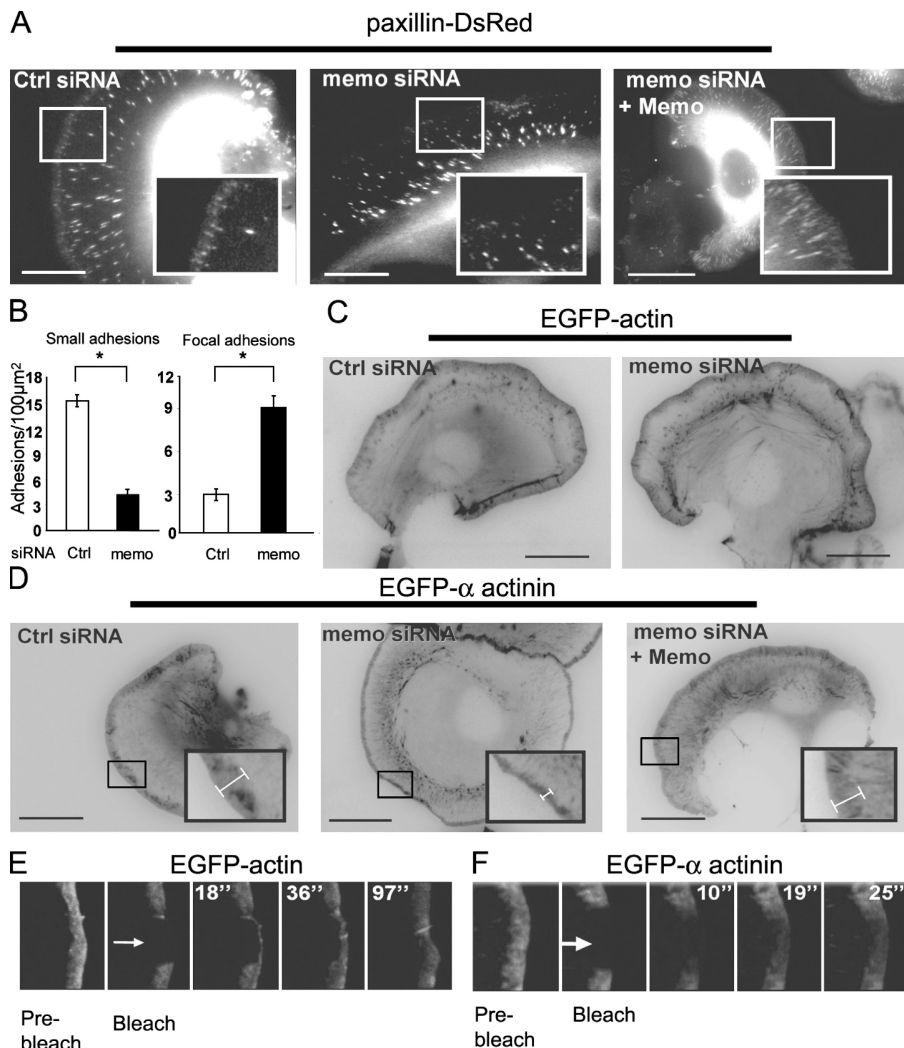 A
paxillin-DsRed
Ctrl siRNA
memo siRNA
memo siRNA
+ Memo
B
Small adhesions
*
Focal adhesions
*
Adhesions/100µm²
18
15
12
9
6
3
0
12
9
6
3
0
siRNA Ctrl memo Ctrl memo
C
EGFP-actin
Ctrl siRNA
memo siRNA
D
EGFP-α actinin
Ctrl siRNA
memo siRNA
memo siRNA
+ Memo
E
EGFP-actin
18’’
36’’
97’’
Pre-
bleach
Bleach
F
EGFP-α actinin
10’’
19’’
25’’
Pre-
bleach
Bleach